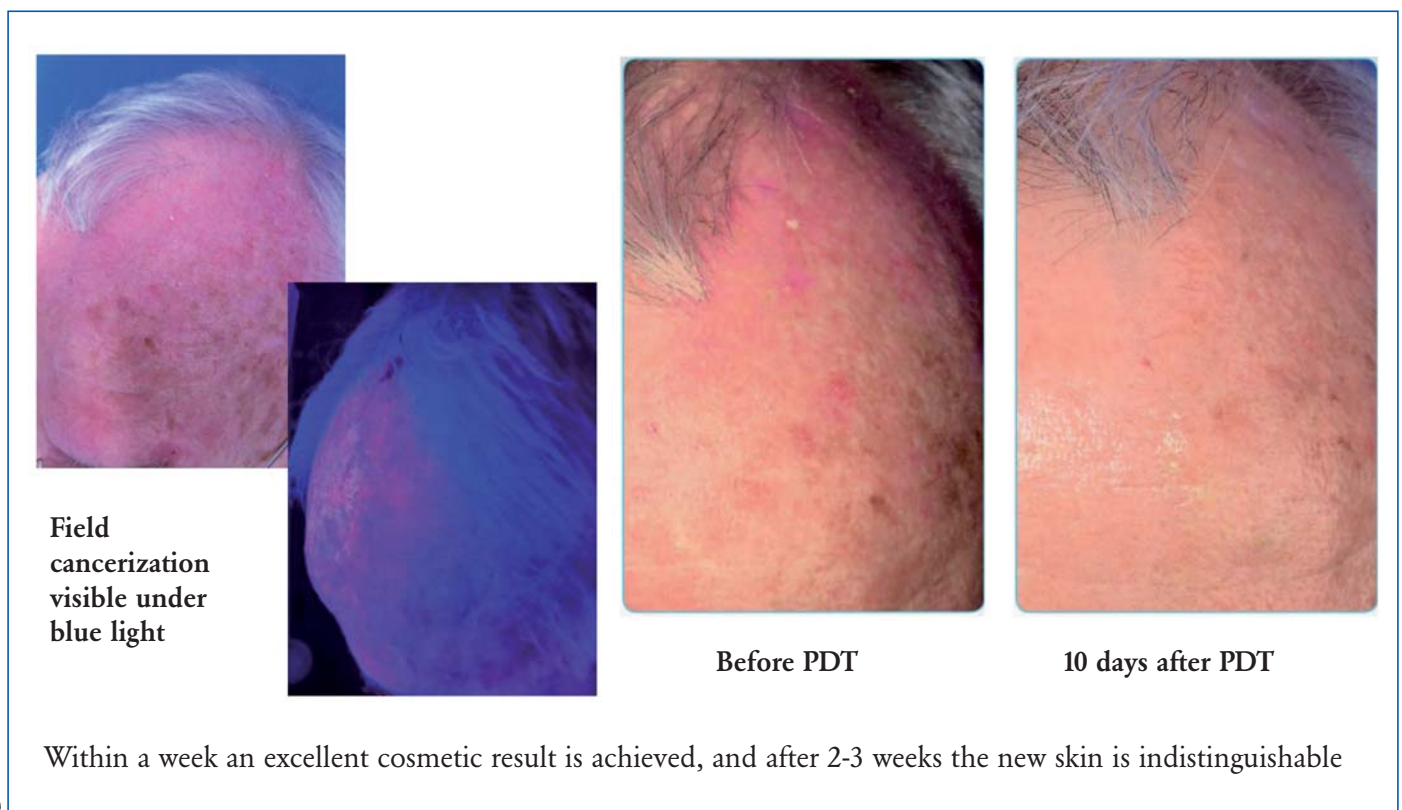 Field
cancerization
visible under
blue light
Before PDT
10 days after PDT
Within a week an excellent cosmetic result is achieved, and after 2-3 weeks the new skin is indistinguishable